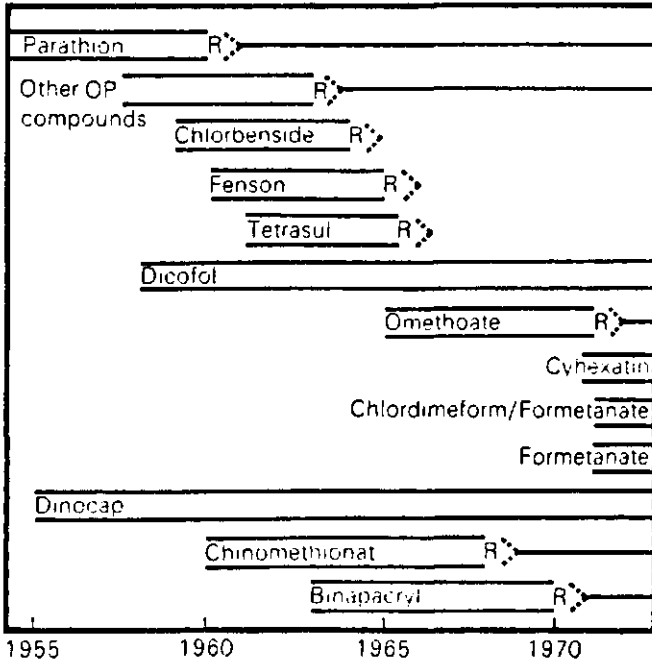 Parathion R
Other OP R
compounds
Chlorbenside R
Fenson R
Tetrasul R
Dicofol
Omethoate R
Cyhexatin
Chlordimeform/Formetanate
Formetanate
Dinocap
Chinomethionat R
Binapacryl R
1955 1960 1965 1970